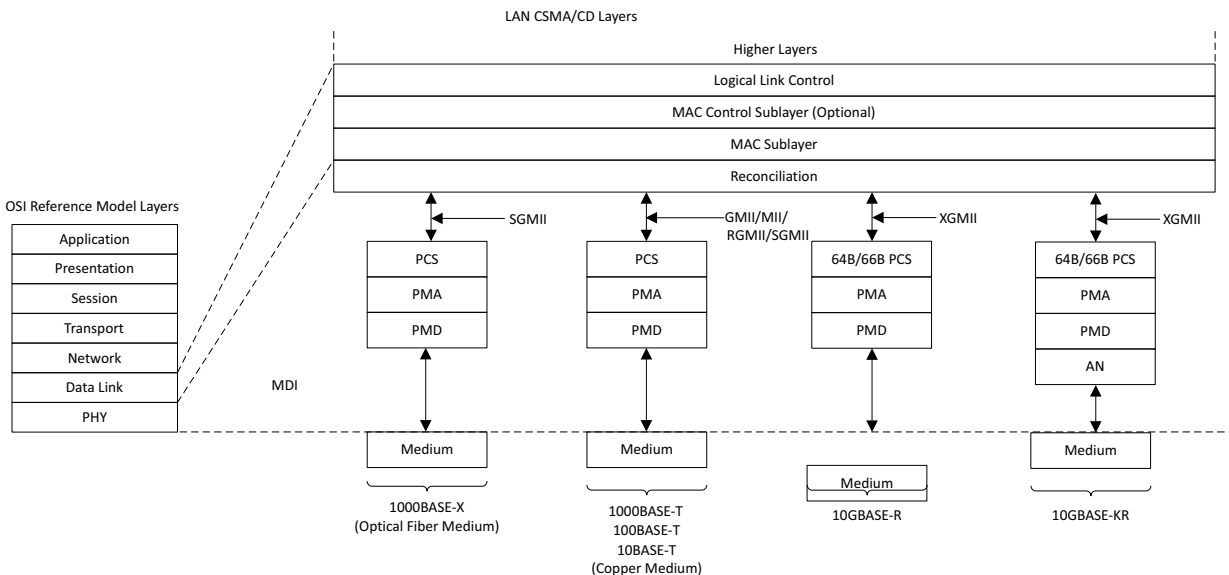 LAN CSMA/CD Layers
Higher Layers
Logical Link Control
MAC Control Sublayer (Optional)
MAC Sublayer
Reconciliation
OSI Reference Model Layers
Application
Presentation
Session
Transport
Network
Data Link
PHY
MDI
SGMII
PCS
PMA
PMD
Medium
1000BASE-X
(Optical Fiber Medium)
GMII/MII/
RGMII/SGMII
PCS
PMA
PMD
Medium
1000BASE-T
100BASE-T
10BASE-T
(Copper Medium)
XGMII
64B/66B PCS
PMA
PMD
Medium
10GBASE-R
XGMII
64B/66B PCS
PMA
PMD
AN
Medium
10GBASE-KR